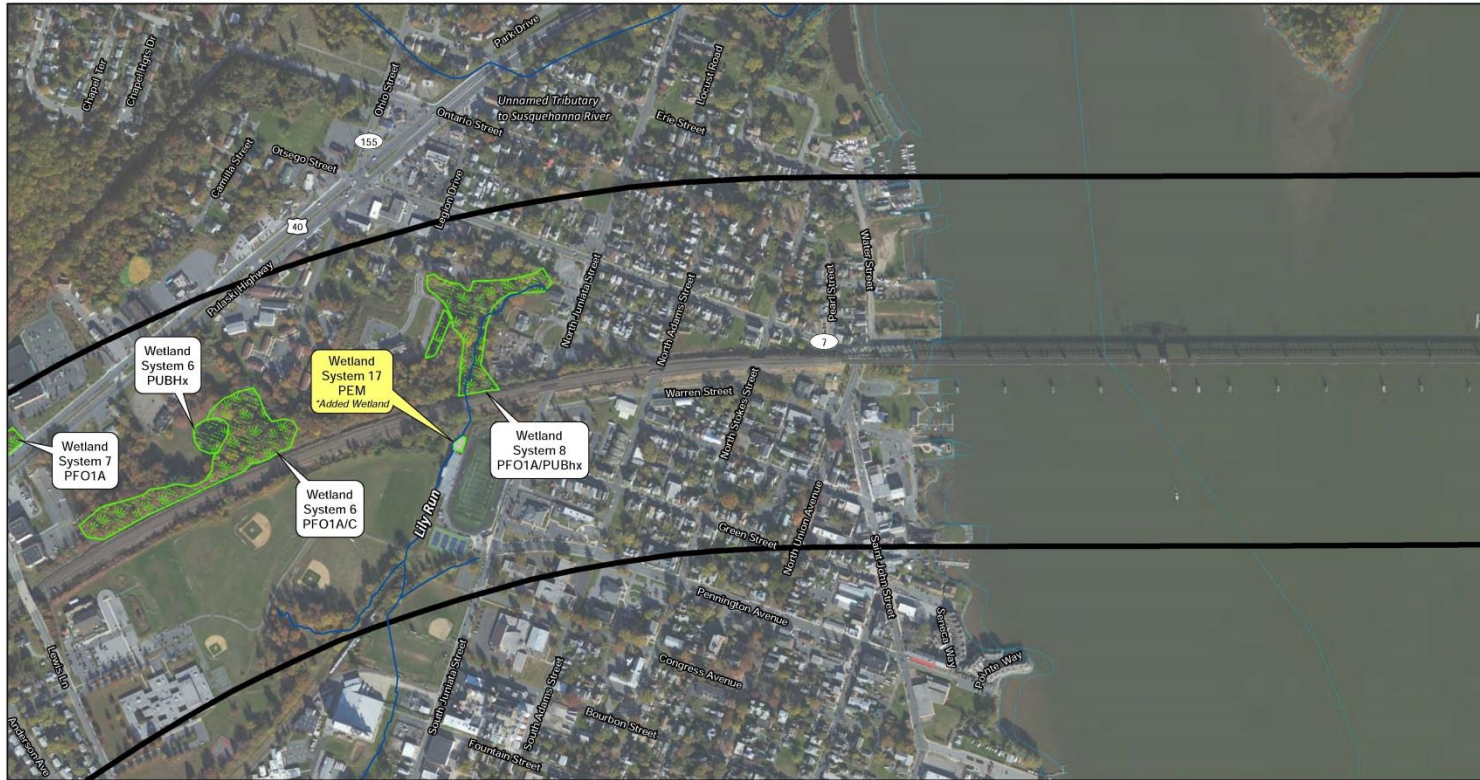 Park Drive
Chapel Ter
Chapel Hgts Dr
Ohio Street
Locust Road
Unnamed Tributary
to Susquehanna River
Ontario Street
Erie Street
155
Otsego Street
Camilla Street
Legion Drive
40
Pulaski Highway
Water Street
Pearl Street
North Juniata Street
North Adams Street
7
Wetland
System 6
PUBHx
Wetland
System 17
PEM
*Added Wetland
Warren Street
North Stokes Street
Wetland
System 7
PFO1A
Wetland
System 8
PFO1A/PUBhx
Wetland
System 6
PFO1A/C
Lily Run
Green Street
North Union Avenue
Saint John Street
Pennington Avenue
Seneca Way
Pointe Way
Lewis Ln
Congress Avenue
South Juniata Street
South Adams Street
Bourbon Street
Fountain Street
Anderson Ave